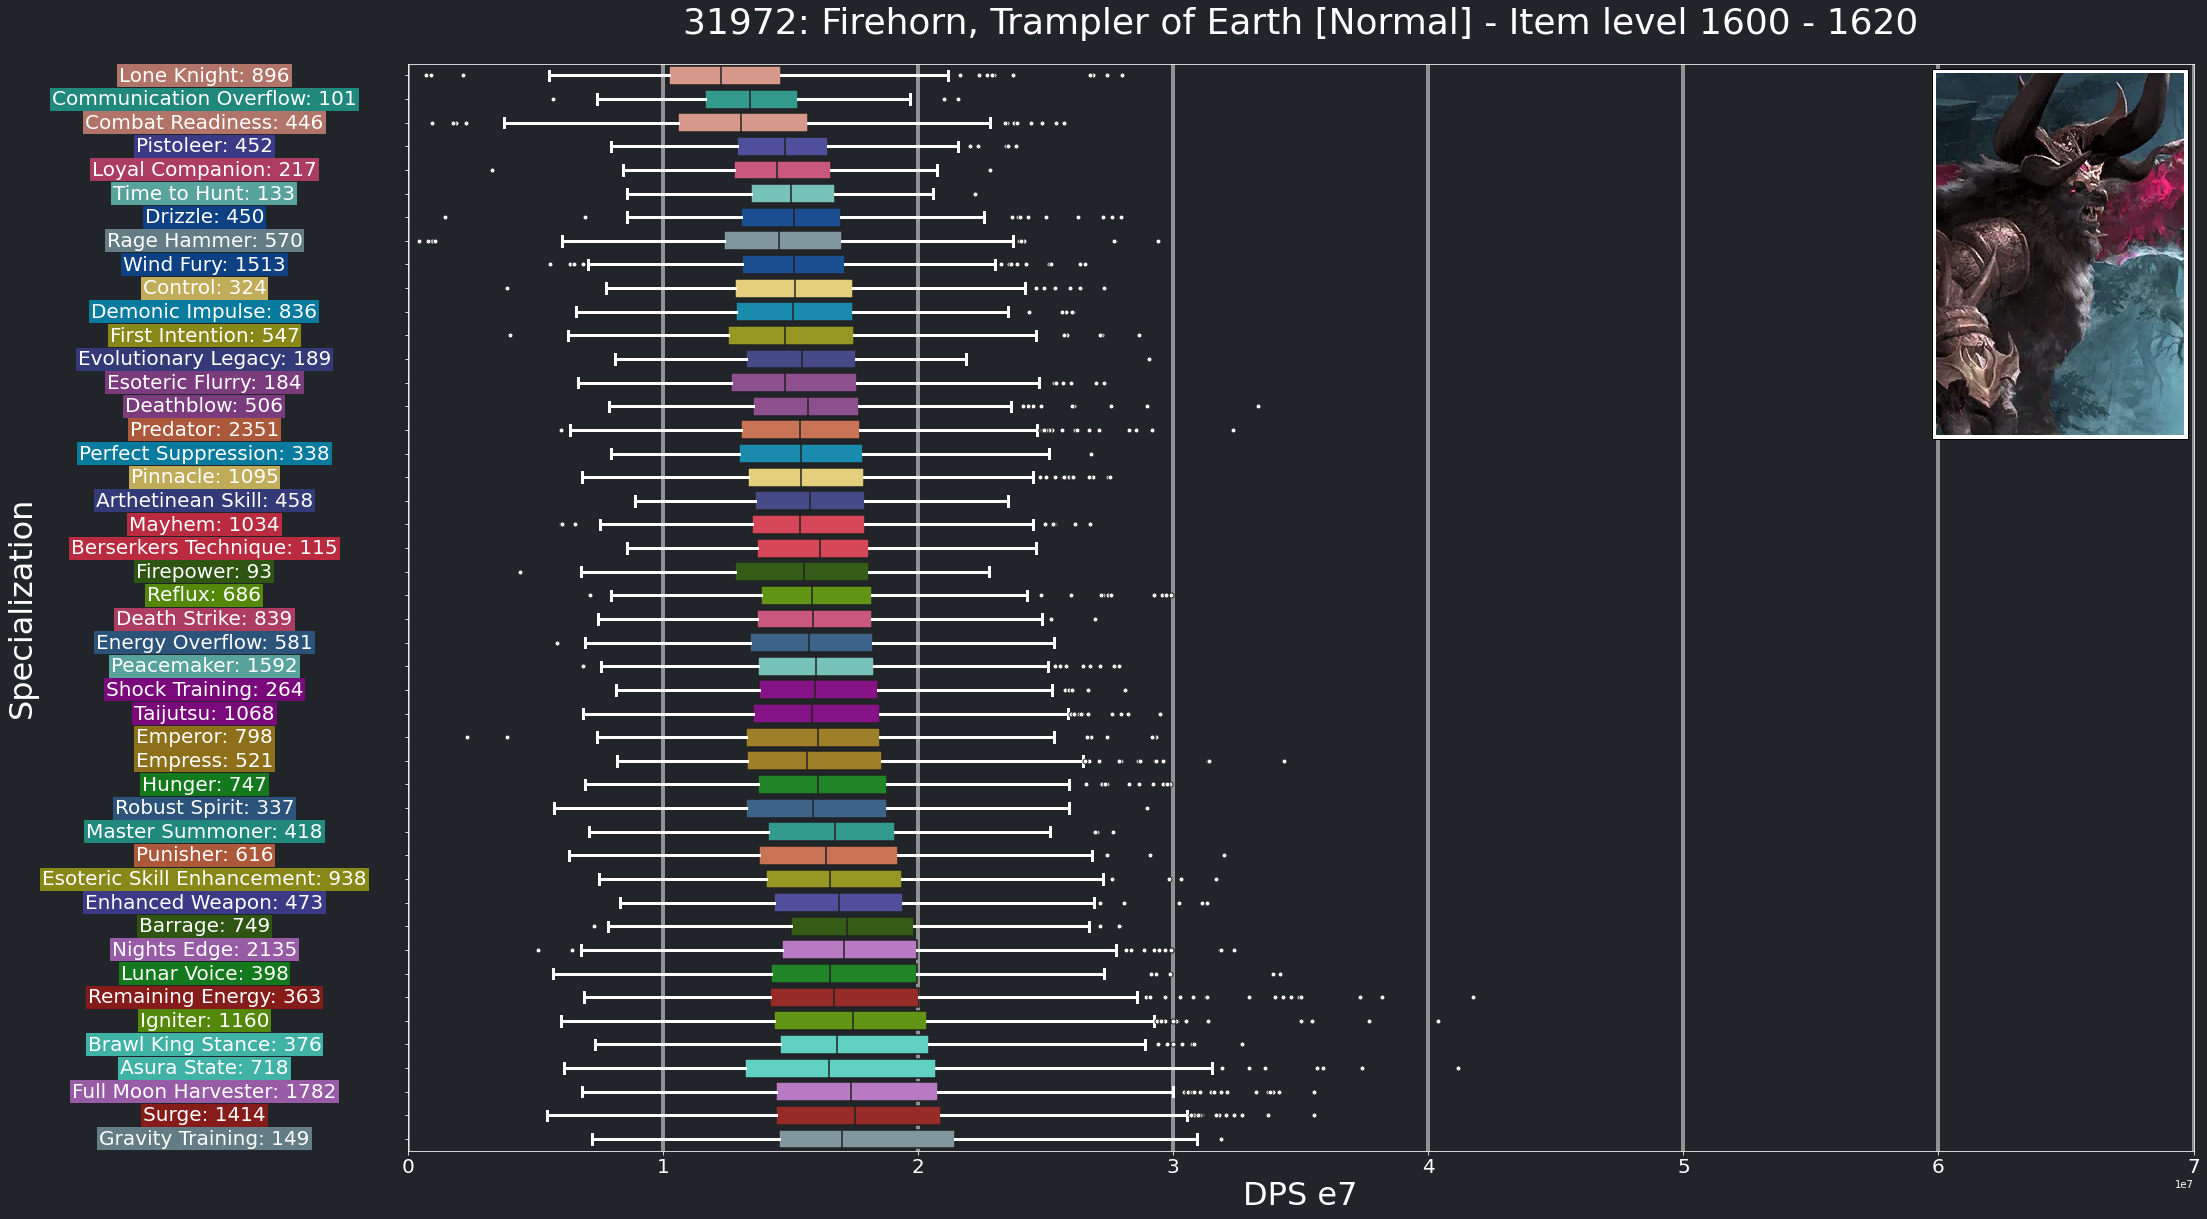 31972: Firehorn, Trampler of Earth [Normal] - Item level 1600 - 1620
Specialization
Lone Knight: 896
Communication Overflow: 101
Combat Readiness: 446
Pistoleer: 452
Loyal Companion: 217
Time to Hunt: 133
Drizzle: 450
Rage Hammer: 570
Wind Fury: 1513
Control: 324
Demonic Impulse: 836
First Intention: 547
Evolutionary Legacy: 189
Esoteric Flurry: 184
Deathblow: 506
Predator: 2351
Perfect Suppression: 338
Pinnacle: 1095
Arthetinean Skill: 458
Mayhem: 1034
Berserkers Technique: 115
Firepower: 93
Reflux: 686
Death Strike: 839
Energy Overflow: 581
Peacemaker: 1592
Shock Training: 264
Taijutsu: 1068
Emperor: 798
Empress: 521
Hunger: 747
Robust Spirit: 337
Master Summoner: 418
Punisher: 616
Esoteric Skill Enhancement: 938
Enhanced Weapon: 473
Barrage: 749
Nights Edge: 2135
Lunar Voice: 398
Remaining Energy: 363
Igniter: 1160
Brawl King Stance: 376
Asura State: 718
Full Moon Harvester: 1782
Surge: 1414
Gravity Training: 149
0 1 2 3 4 5 6 7
1e7
DPS e7